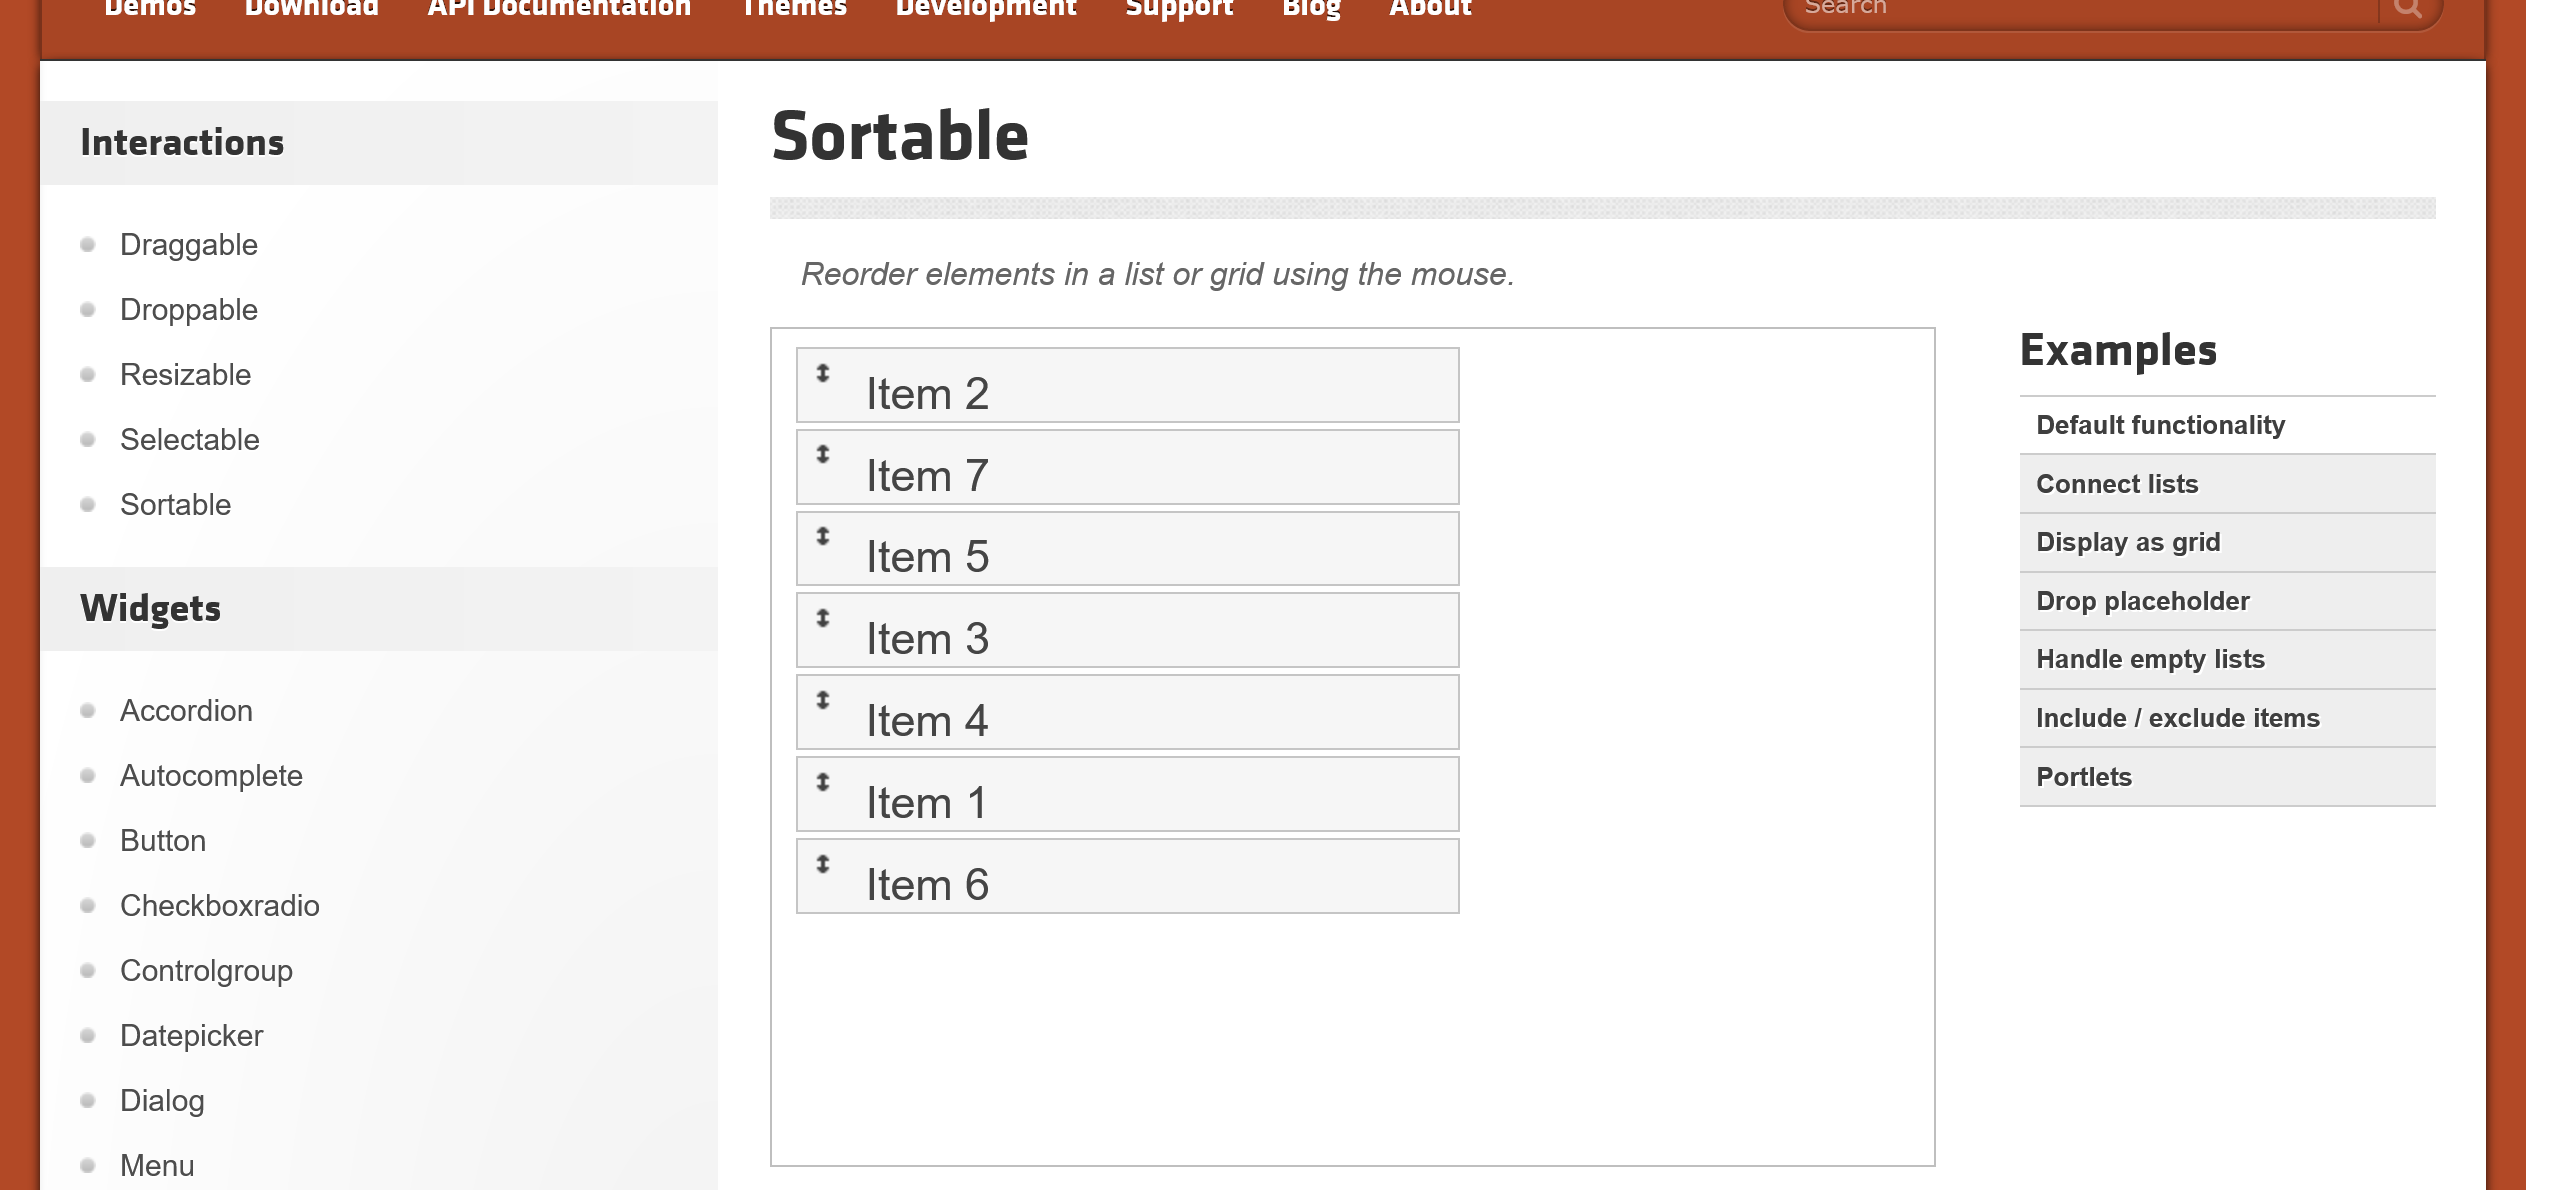 Demos Download API Documentation Themes Development Support Blog About Search
Interactions
Draggable
Droppable
Resizable
Selectable
Sortable
Widgets
Accordion
Autocomplete
Button
Checkboxradio
Controlgroup
Datepicker
Dialog
Menu
Sortable
Reorder elements in a list or grid using the mouse.
Item 2
Item 7
Item 5
Item 3
Item 4
Item 1
Item 6
Examples
Default functionality
Connect lists
Display as grid
Drop placeholder
Handle empty lists
Include / exclude items
Portlets